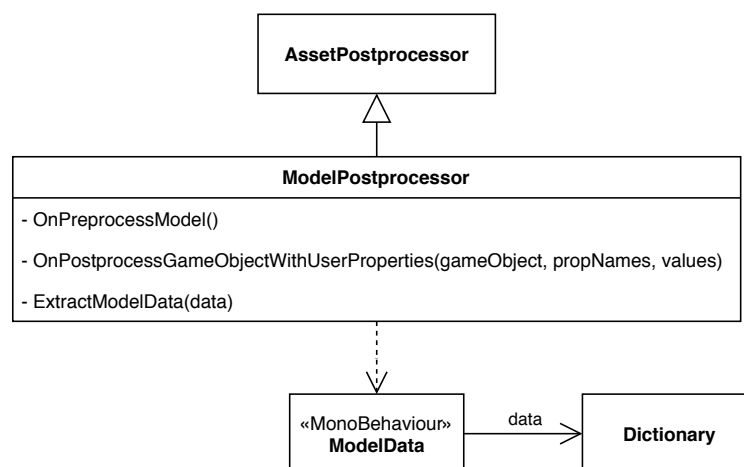 AssetPostprocessor
ModelPostprocessor
- OnPreprocessModel()
- OnPostprocessGameObjectWithUserProperties(gameObject, propNames, values)
- ExtractModelData(data)
«MonoBehaviour»
ModelData
data
Dictionary